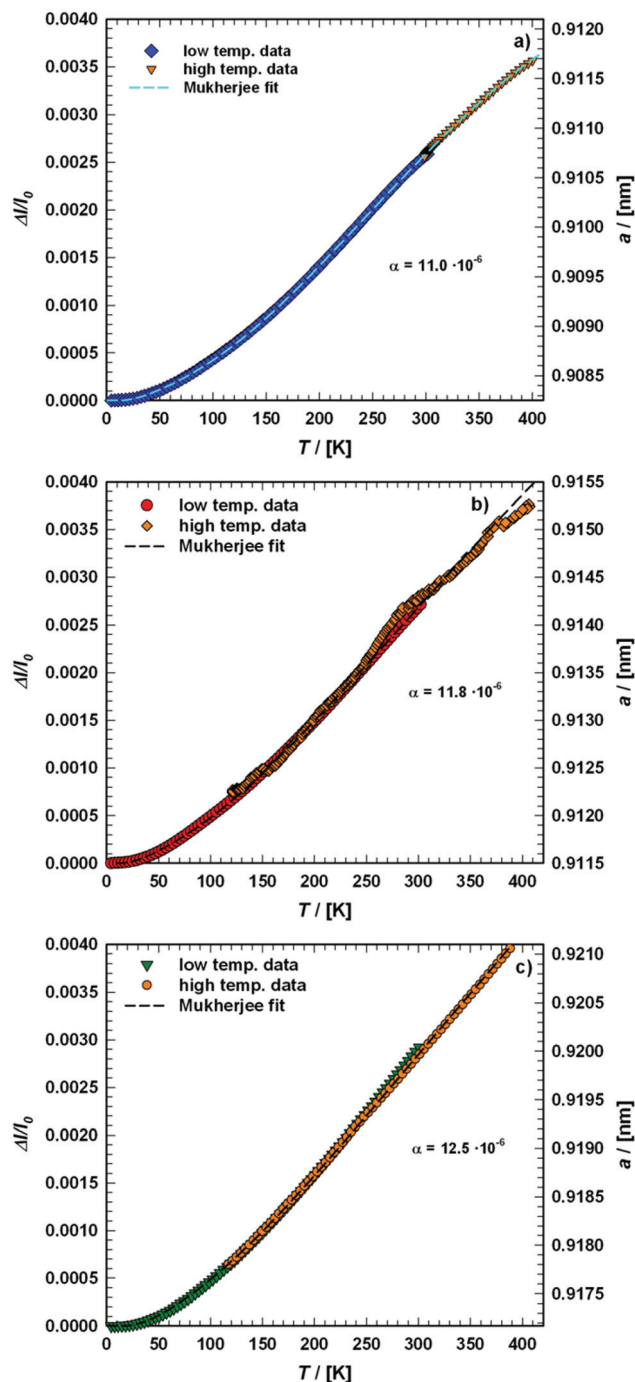 a)
low temp. data
high temp. data
Mukherjee fit
0.0040
0.0035
0.0030
0.0025
0.0020
0.0015
0.0010
0.0005
0.0000
Δl/l0
0.9120
0.9115
0.9110
0.9105
0.9100
0.9095
0.9090
0.9085
a / [nm]
α = 11.0 ·10-6
0 50 100 150 200 250 300 350 400
T / [K]
b)
low temp. data
high temp. data
Mukherjee fit
0.0040
0.0035
0.0030
0.0025
0.0020
0.0015
0.0010
0.0005
0.0000
Δl/l0
0.9155
0.9150
0.9145
0.9140
0.9135
0.9130
0.9125
0.9120
0.9115
a / [nm]
α = 11.8 ·10-6
0 50 100 150 200 250 300 350 400
T / [K]
c)
low temp. data
high temp. data
Mukherjee fit
0.0040
0.0035
0.0030
0.0025
0.0020
0.0015
0.0010
0.0005
0.0000
Δl/l0
0.9210
0.9205
0.9200
0.9195
0.9190
0.9185
0.9180
0.9175
a / [nm]
α = 12.5 ·10-6
0 50 100 150 200 250 300 350 400
T / [K]